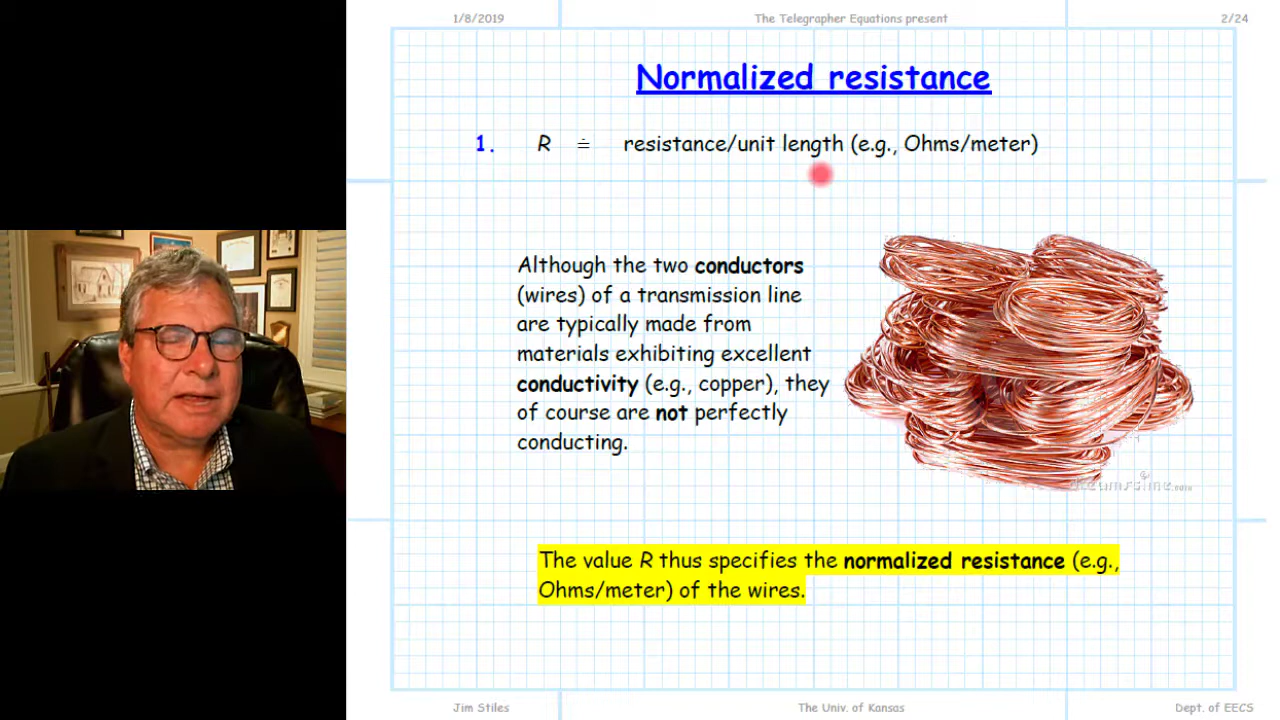 1/8/2019
The Telegrapher Equations present
2/24
Normalized resistance
1. R ≐ resistance/unit length (e.g., Ohms/meter)
Although the two conductors
(wires) of a transmission line
are typically made from
materials exhibiting excellent
conductivity (e.g., copper), they
of course are not perfectly
conducting.
The value R thus specifies the normalized resistance (e.g.,
Ohms/meter) of the wires.
Jim Stiles
The Univ. of Kansas
Dept. of EECS